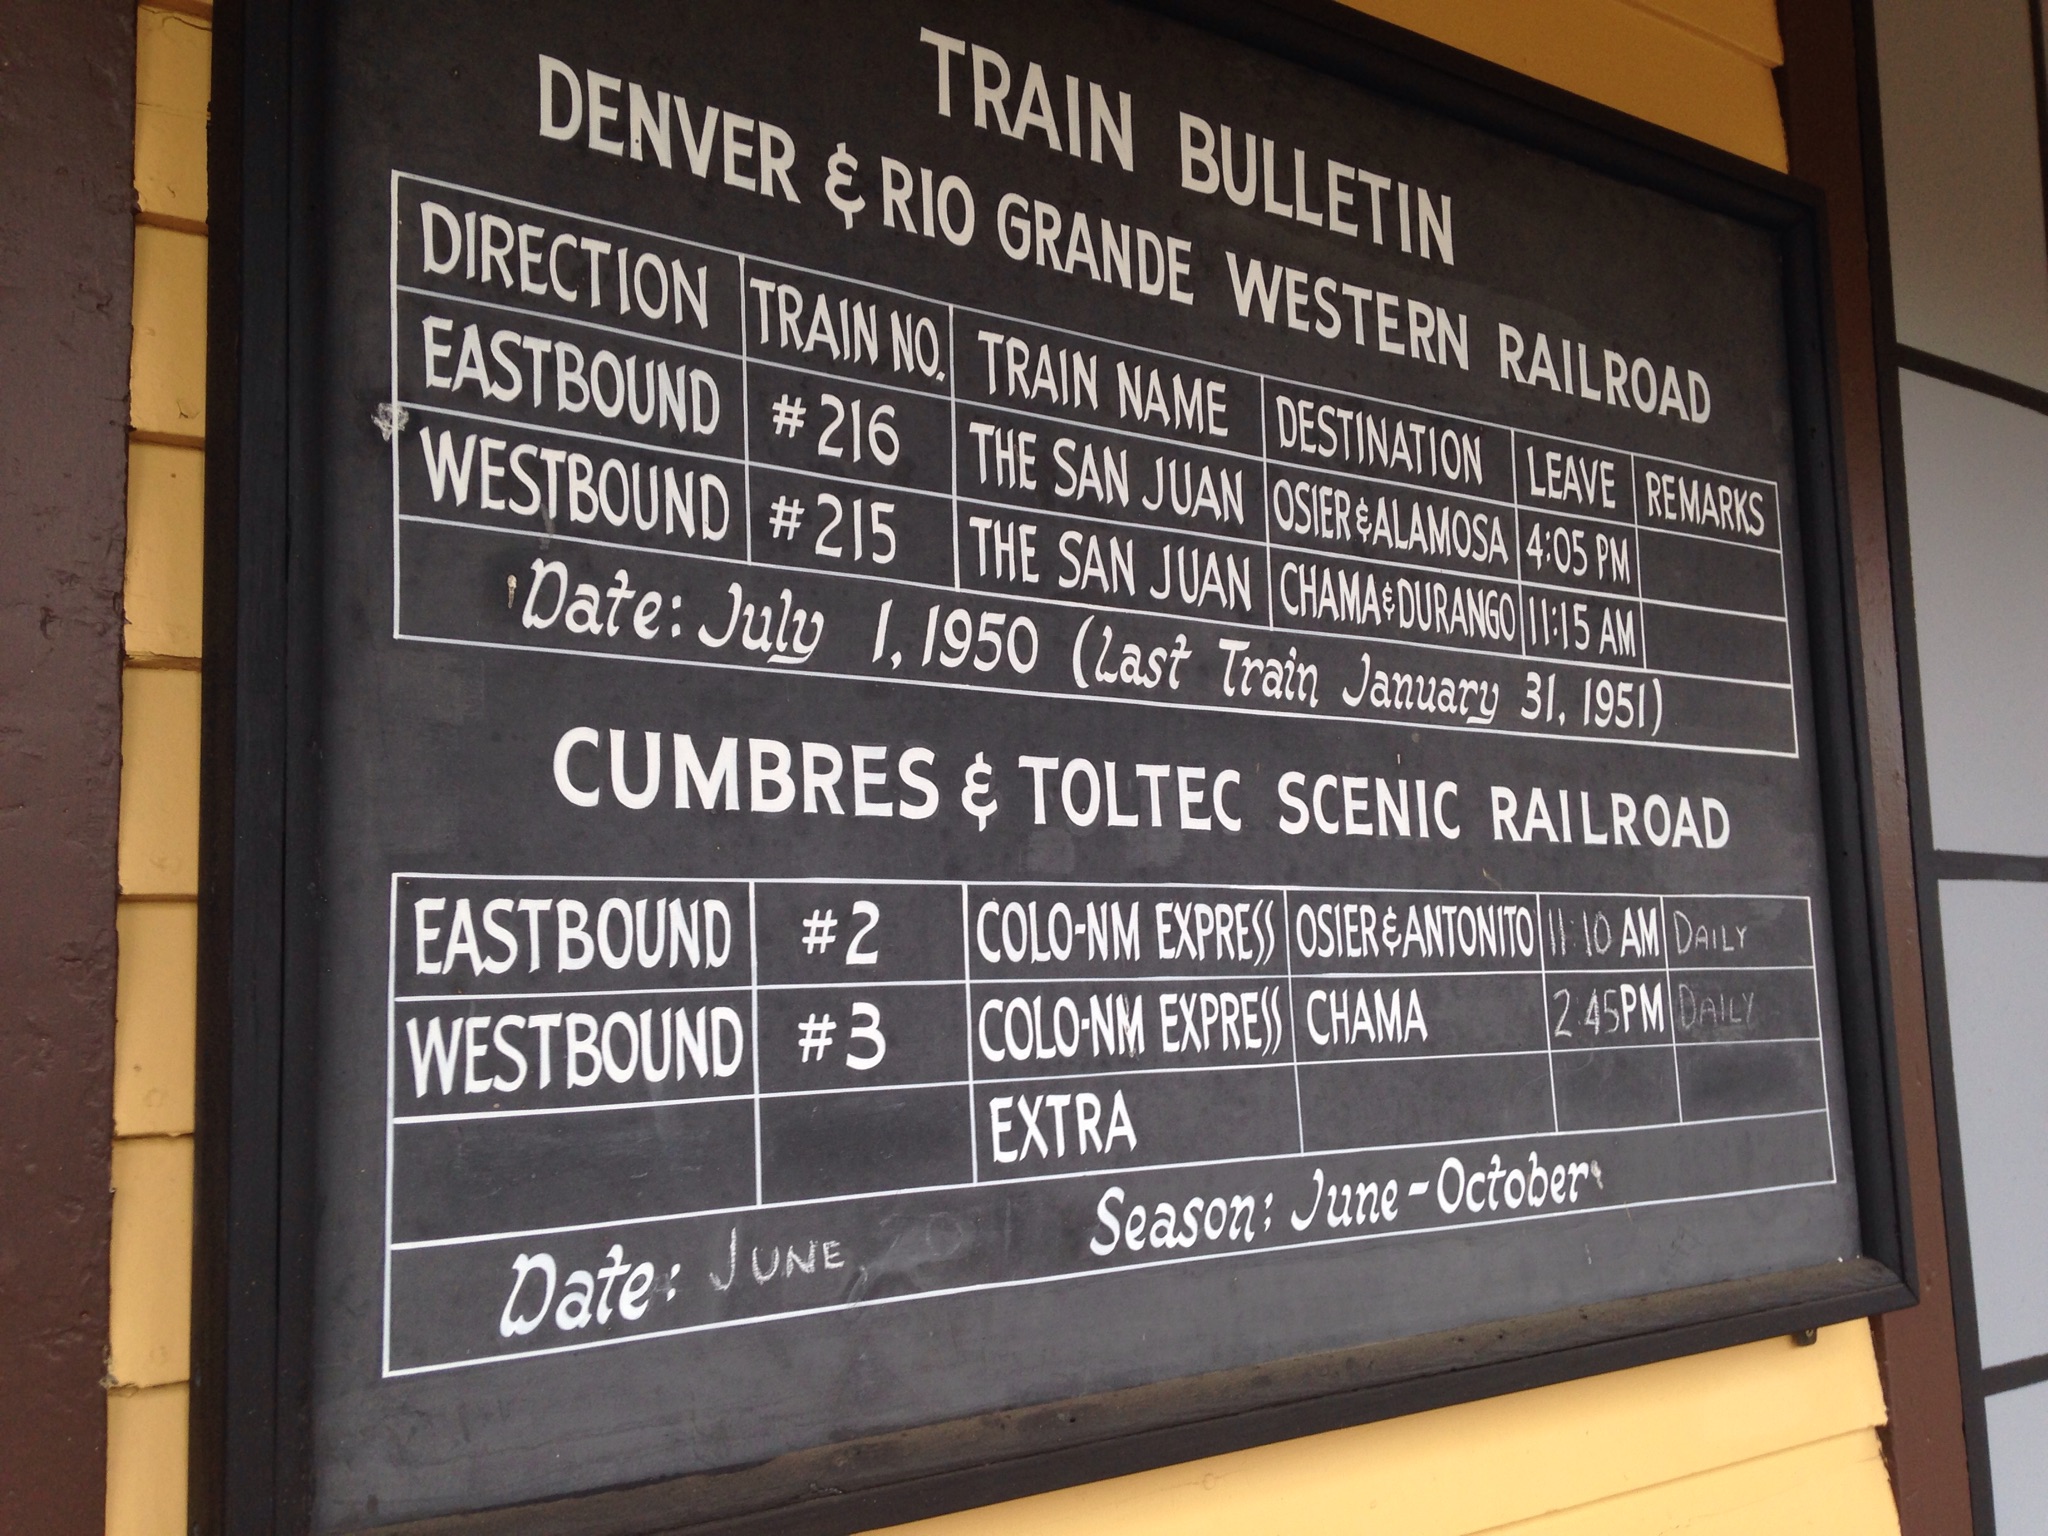 TRAIN BULLETIN
DENVER & RIO GRANDE WESTERN RAILROAD
DIRECTION TRAIN NO. TRAIN NAME DESTINATION LEAVE REMARKS
EASTBOUND #216 THE SAN JUAN OSIER & ALAMOSA 4:05 PM
WESTBOUND #215 THE SAN JUAN CHAMA & DURANGO 11:15 AM
Date: July 1, 1950 (Last Train January 31, 1951)
CUMBRES & TOLTEC SCENIC RAILROAD
EASTBOUND #2 COLO-NM EXPRESS OSIER & ANTONITO 11:10 AM DAILY
WESTBOUND #3 COLO-NM EXPRESS CHAMA 2:45 PM DAILY
EXTRA
Date: JUNE Season: June-October